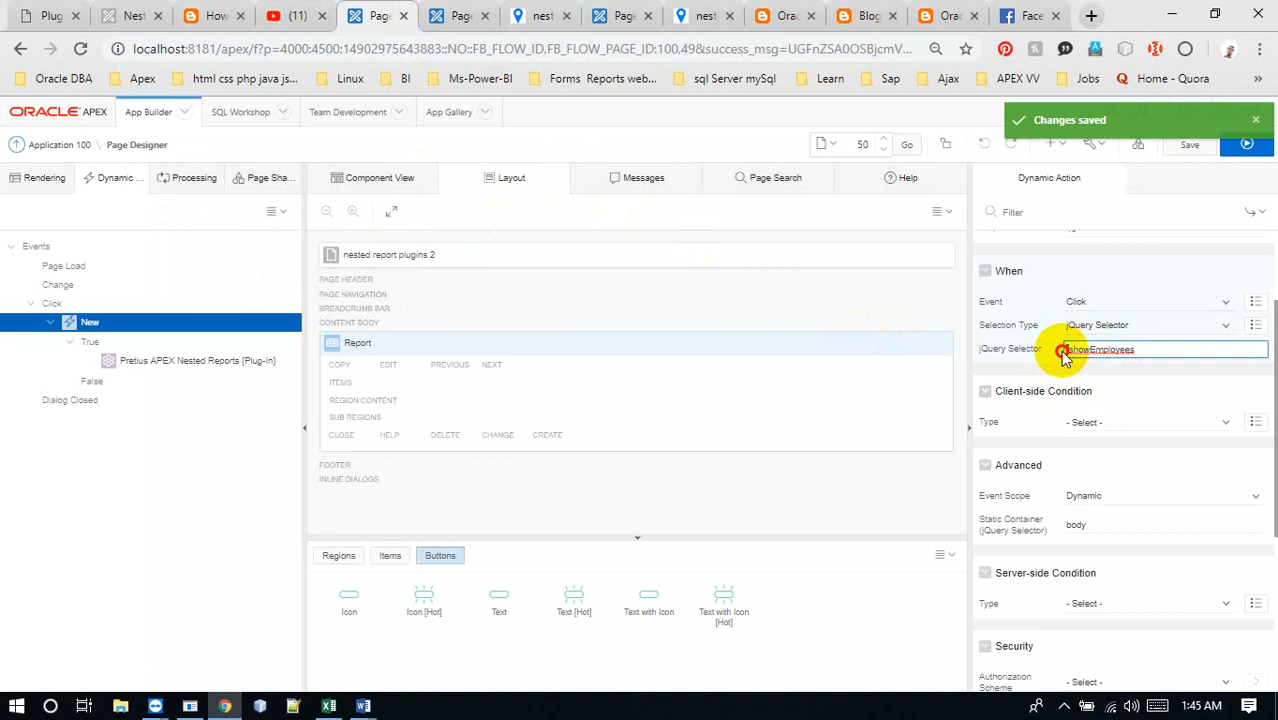 Plug
Nest
How
(11)
Page
Page
nest
Page
nest
Orac
Blog
Orac
Face
localhost:8181/apex/f?p=4000:4500:14902975643883::NO::FB_FLOW_ID,FB_FLOW_PAGE_ID:100,49&success_msg=UGFnZSA0OSBjcmV...
Oracle DBA
Apex
html css php java js...
Linux
BI
Ms-Power-BI
Forms Reports webe...
sql Server mySql
Learn
Sap
Ajax
APEX VV
Jobs
Home - Quora
ORACLE APEX
App Builder
SQL Workshop
Team Development
App Gallery
Changes saved
Application 100
Page Designer
50
Go
Save
Rendering
Dynamic ...
Processing
Page Sha...
Component View
Layout
Messages
Page Search
Help
Dynamic Action
Filter
Events
Page Load
Change
Click
New
True
Pretius APEX Nested Reports [Plug-In]
False
Dialog Closed
nested report plugins 2
PAGE HEADER
PAGE NAVIGATION
BREADCRUMB BAR
CONTENT BODY
Report
COPY EDIT PREVIOUS NEXT
ITEMS
REGION CONTENT
SUB REGIONS
CLOSE HELP DELETE CHANGE CREATE
FOOTER
INLINE DIALOGS
Regions
Items
Buttons
Icon
Icon [Hot]
Text
Text [Hot]
Text with Icon
Text with Icon
[Hot]
When
Event Click
Selection Type jQuery Selector
jQuery Selector showEmployees
Client-side Condition
Type - Select -
Advanced
Event Scope Dynamic
Static Container
(jQuery Selector) body
Server-side Condition
Type - Select -
Security
Authorization
Scheme - Select -
1:45 AM